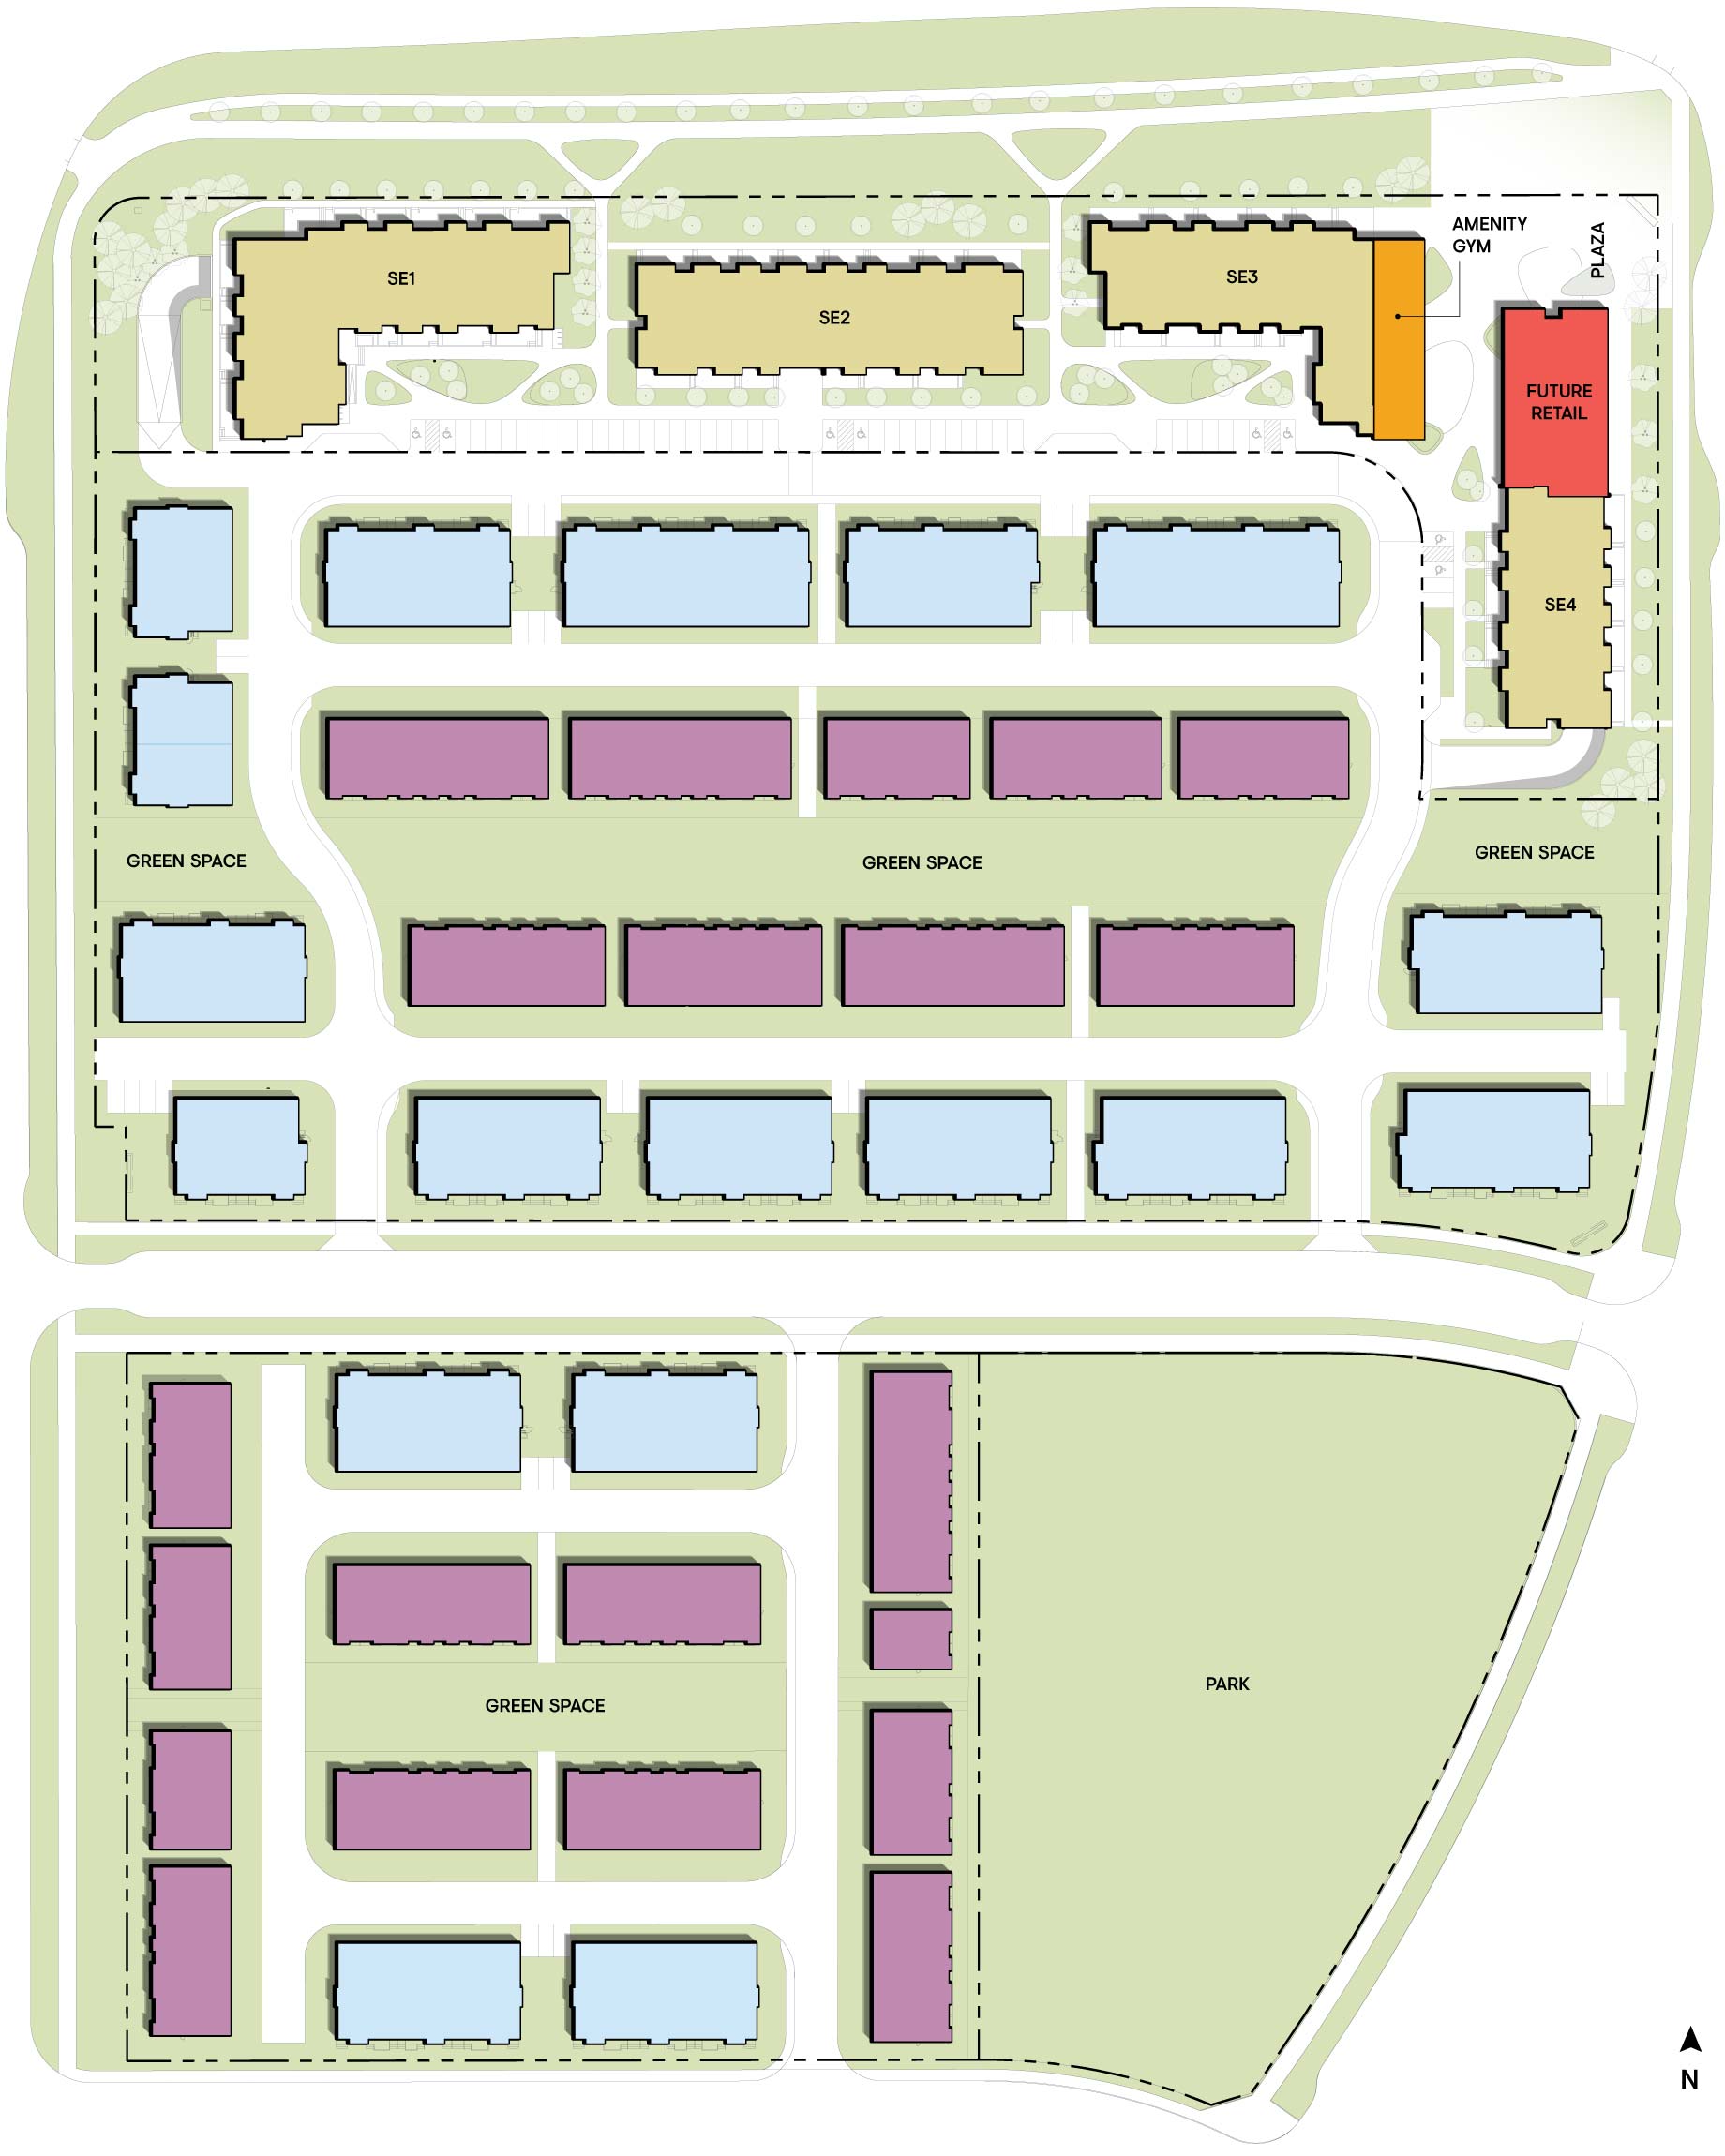 AMENITY
GYM
PLAZA
SE1
SE3
SE2
FUTURE
RETAIL
SE4
GREEN SPACE
GREEN SPACE
GREEN SPACE
PARK
GREEN SPACE
N